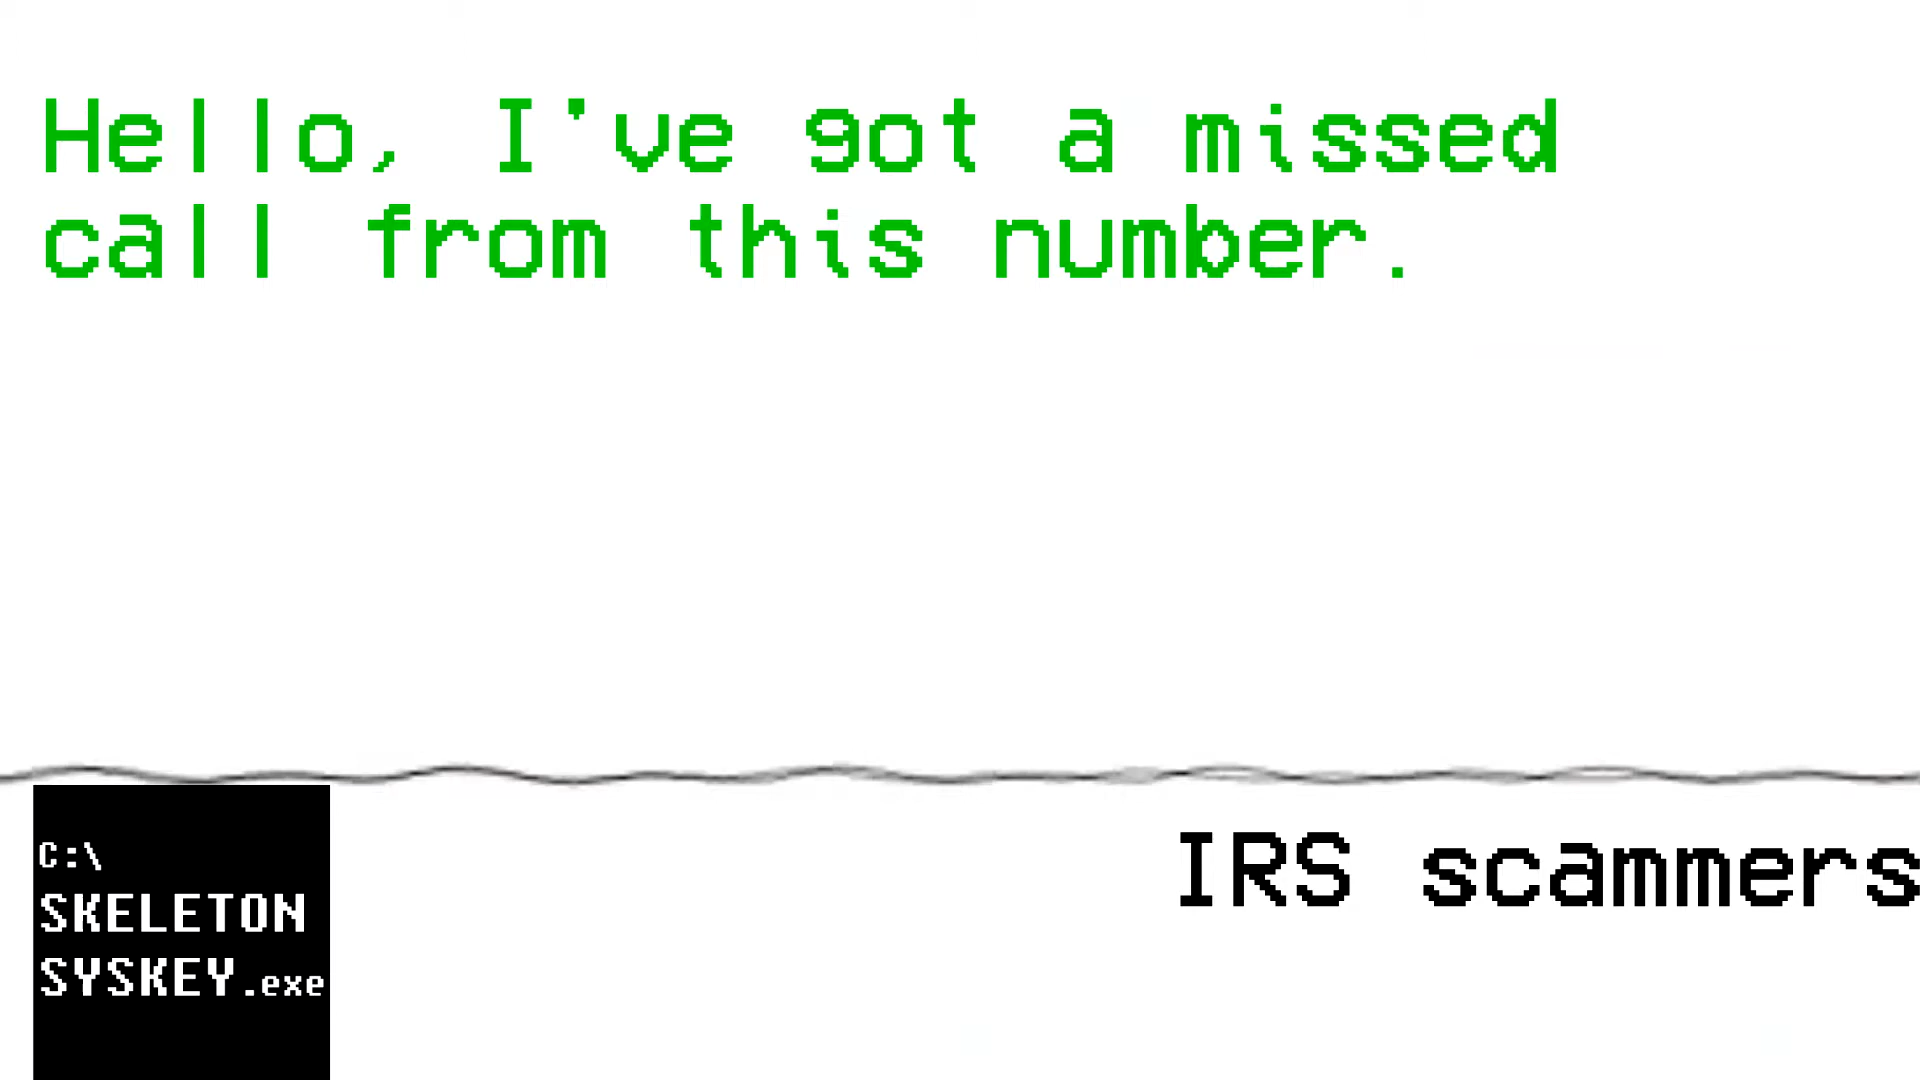 Hello, I've got a missed
call from this number.
C:\
SKELETON
SYSKEY.exe
IRS scammers